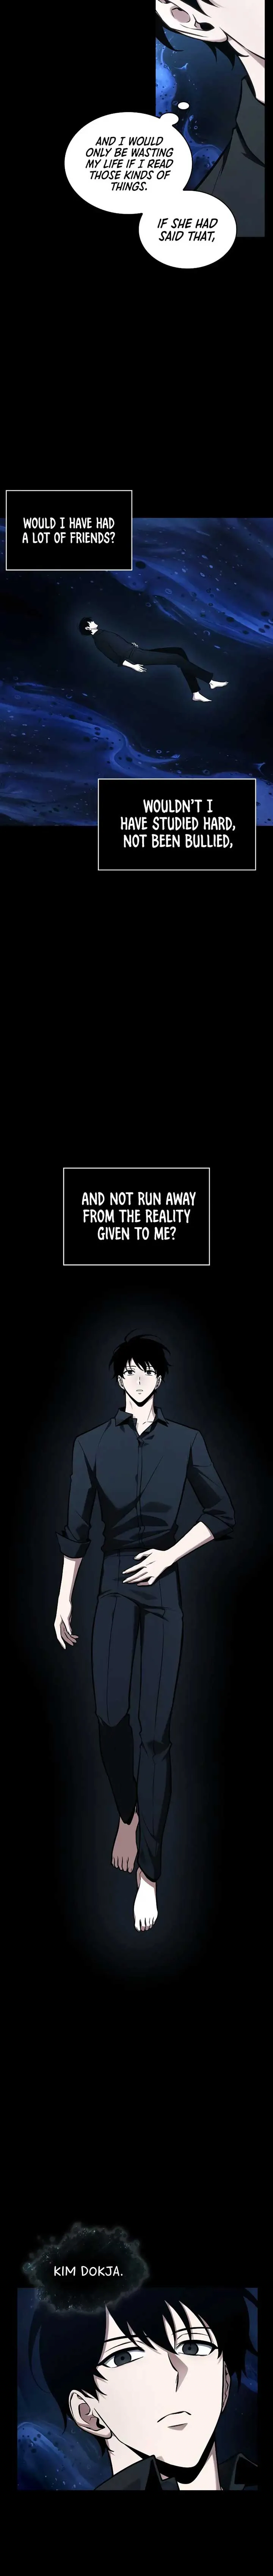 AND I WOULD
ONLY BE WASTING
MY LIFE IF I READ
THOSE KINDS OF
THINGS.
IF SHE HAD
SAID THAT,
WOULD I HAVE HAD
A LOT OF FRIENDS?
WOULDN'T I
HAVE STUDIED HARD,
NOT BEEN BULLIED,
AND NOT RUN AWAY
FROM THE REALITY
GIVEN TO ME?
KIM DOKJA.